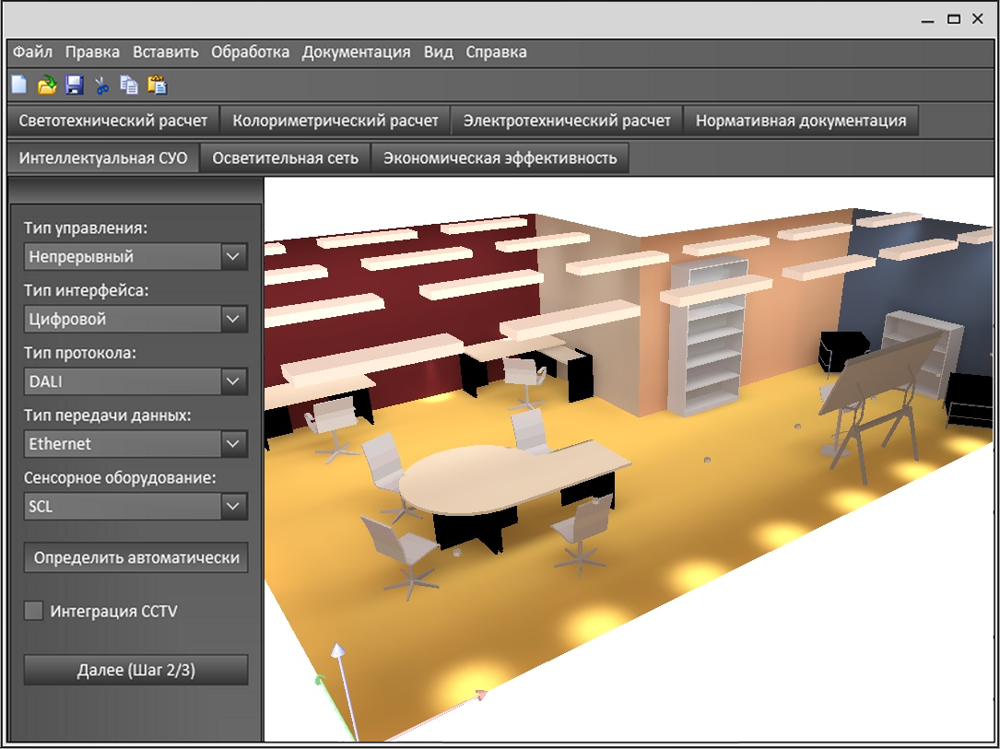 Файл Правка Вставить Обработка Документация Вид Справка
Светотехнический расчет Колориметрический расчет Электротехнический расчет Нормативная документация
Интеллектуальная СУО Осветительная сеть Экономическая эффективность
Тип управления:
Непрерывный
Тип интерфейса:
Цифровой
Тип протокола:
DALI
Тип передачи данных:
Ethernet
Сенсорное оборудование:
SCL
Определить автоматически
Интеграция CCTV
Далее (Шаг 2/3)